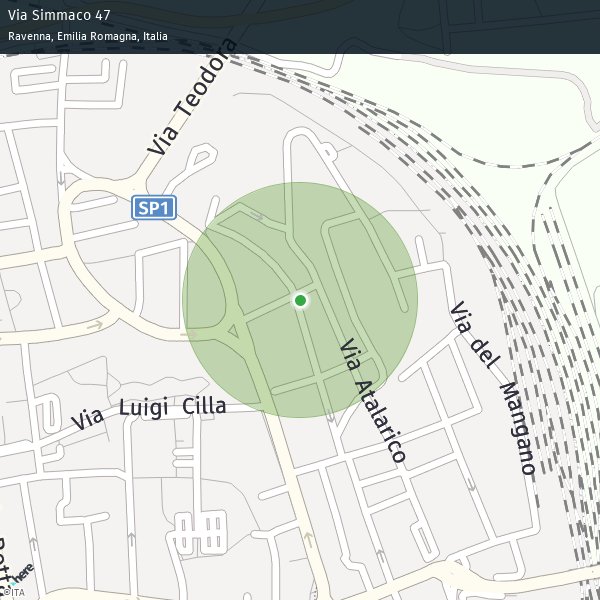 Via Simmaco 47
Ravenna, Emilia Romagna, Italia
Via Teodora
SP1
Via del Mangano
Via Atalarico
Via Luigi Cilla
here
©ITA